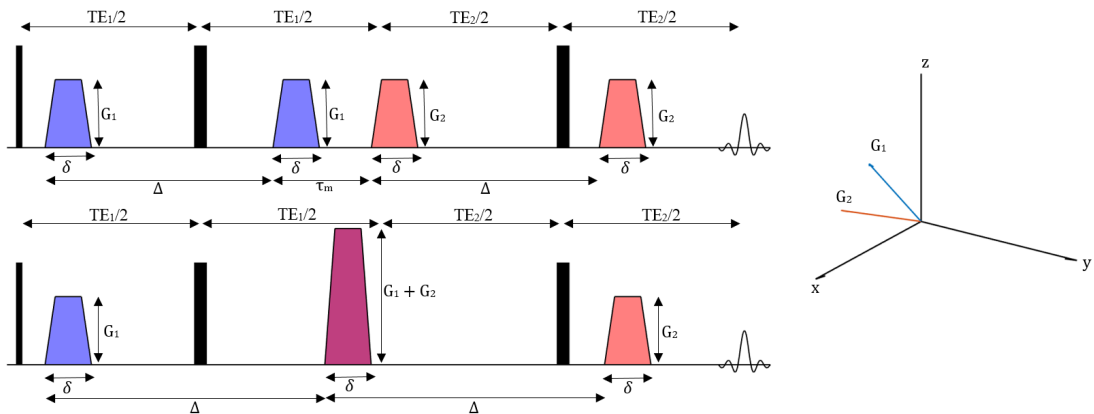 TE₁/2 TE₁/2 TE₂/2 TE₂/2
G₁ G₁ G₂ G₂
δ δ δ δ
Δ τₘ Δ
TE₁/2 TE₁/2 TE₂/2 TE₂/2
G₁ G₁ + G₂ G₂
δ δ δ
Δ Δ
z
G₁
G₂
y
x